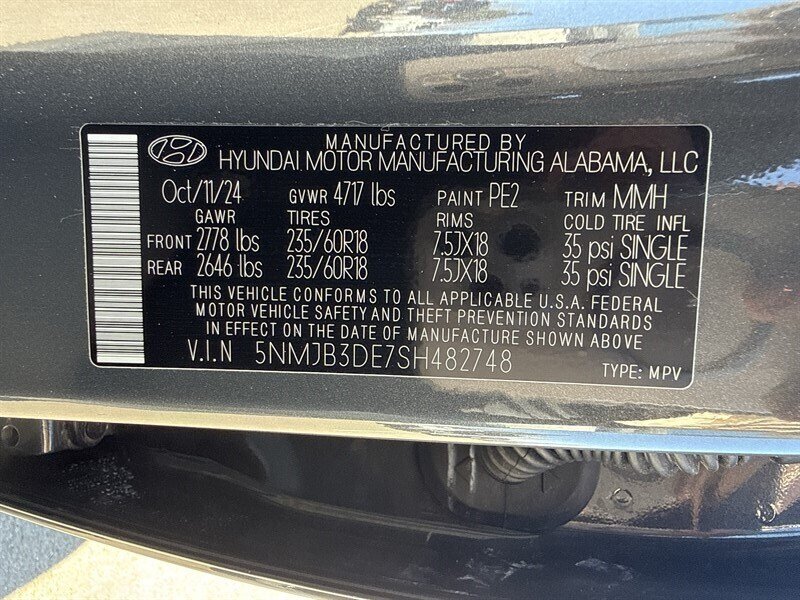 MANUFACTURED BY
HYUNDAI MOTOR MANUFACTURING ALABAMA, LLC
Oct/11/24 GVWR 4717 lbs PAINT PE2 TRIM MMH
GAWR TIRES RIMS COLD TIRE INFL
FRONT 2778 lbs 235/60R18 7.5JX18 35 psi SINGLE
REAR 2646 lbs 235/60R18 7.5JX18 35 psi SINGLE
THIS VEHICLE CONFORMS TO ALL APPLICABLE U.S.A. FEDERAL
MOTOR VEHICLE SAFETY AND THEFT PREVENTION STANDARDS
IN EFFECT ON THE DATE OF MANUFACTURE SHOWN ABOVE
V.I.N 5NMJB3DE7SH482748
TYPE: MPV